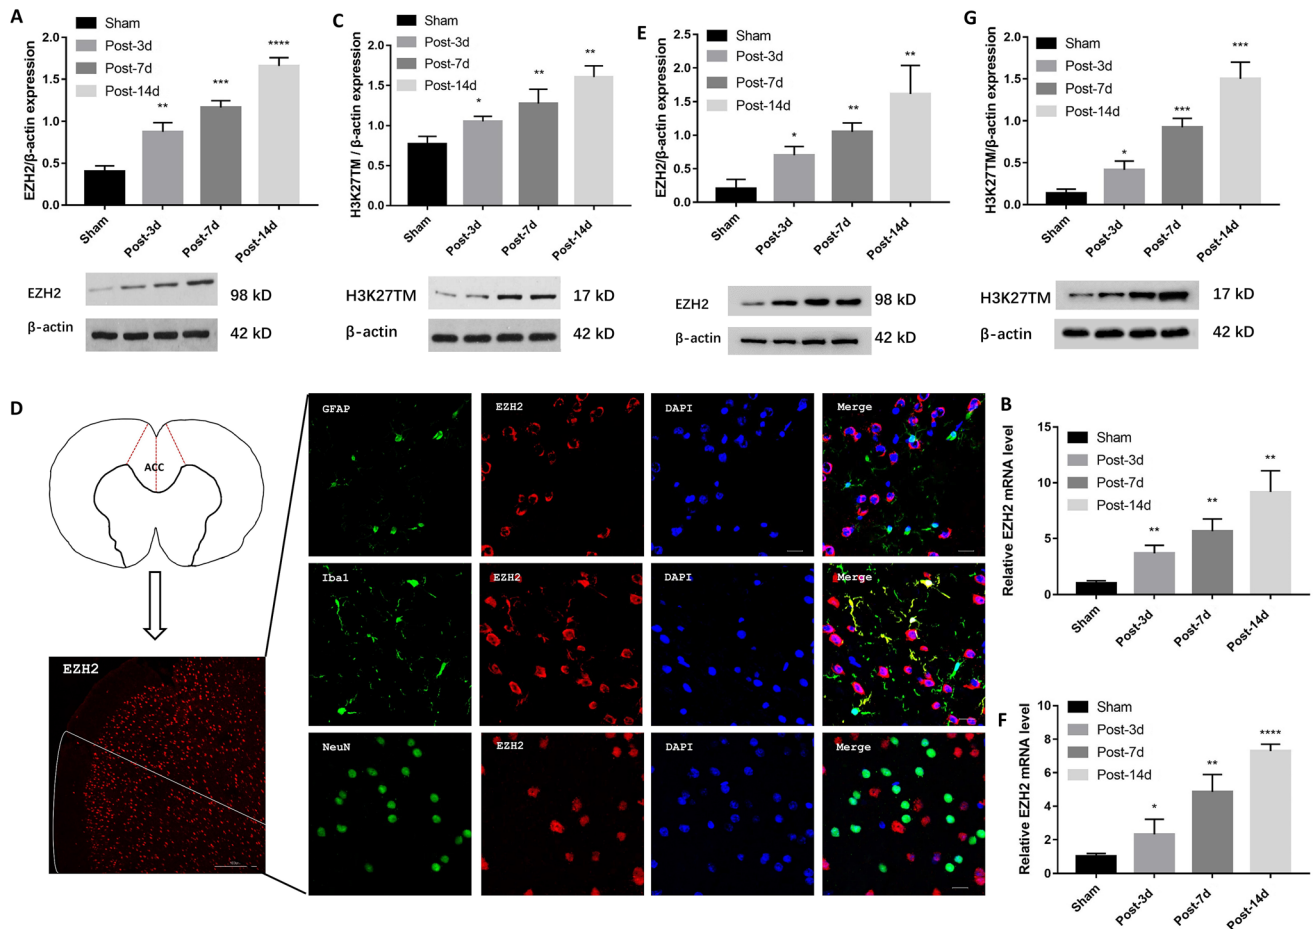 A
Sham
Post-3d
Post-7d
Post-14d
EZH2/β-actin expression
2.0
1.5
1.0
0.5
0.0
**
***
****
Sham
Post-3d
Post-7d
Post-14d
EZH2
98 kD
β-actin
42 kD
C
Sham
Post-3d
Post-7d
Post-14d
H3K27TM / β-actin expression
2.0
1.5
1.0
0.5
0.0
*
**
**
Sham
Post-3d
Post-7d
Post-14d
H3K27TM
17 kD
β-actin
42 kD
E
Sham
Post-3d
Post-7d
Post-14d
EZH2/β-actin expression
2.5
2.0
1.5
1.0
0.5
0.0
*
**
**
Sham
Post-3d
Post-7d
Post-14d
EZH2
98 kD
β-actin
42 kD
G
Sham
Post-3d
Post-7d
Post-14d
H3K27TM/β-actin expression
2.0
1.5
1.0
0.5
0.0
*
***
***
Sham
Post-3d
Post-7d
Post-14d
H3K27TM
17 kD
β-actin
42 kD
D
ACC
EZH2
GFAP
EZH2
DAPI
Merge
Iba1
EZH2
DAPI
Merge
NeuN
EZH2
DAPI
Merge
B
Sham
Post-3d
Post-7d
Post-14d
Relative EZH2 mRNA level
15
10
5
0
**
**
**
Sham
Post-3d
Post-7d
Post-14d
F
Sham
Post-3d
Post-7d
Post-14d
Relative EZH2 mRNA level
10
8
6
4
2
0
*
**
****
Sham
Post-3d
Post-7d
Post-14d